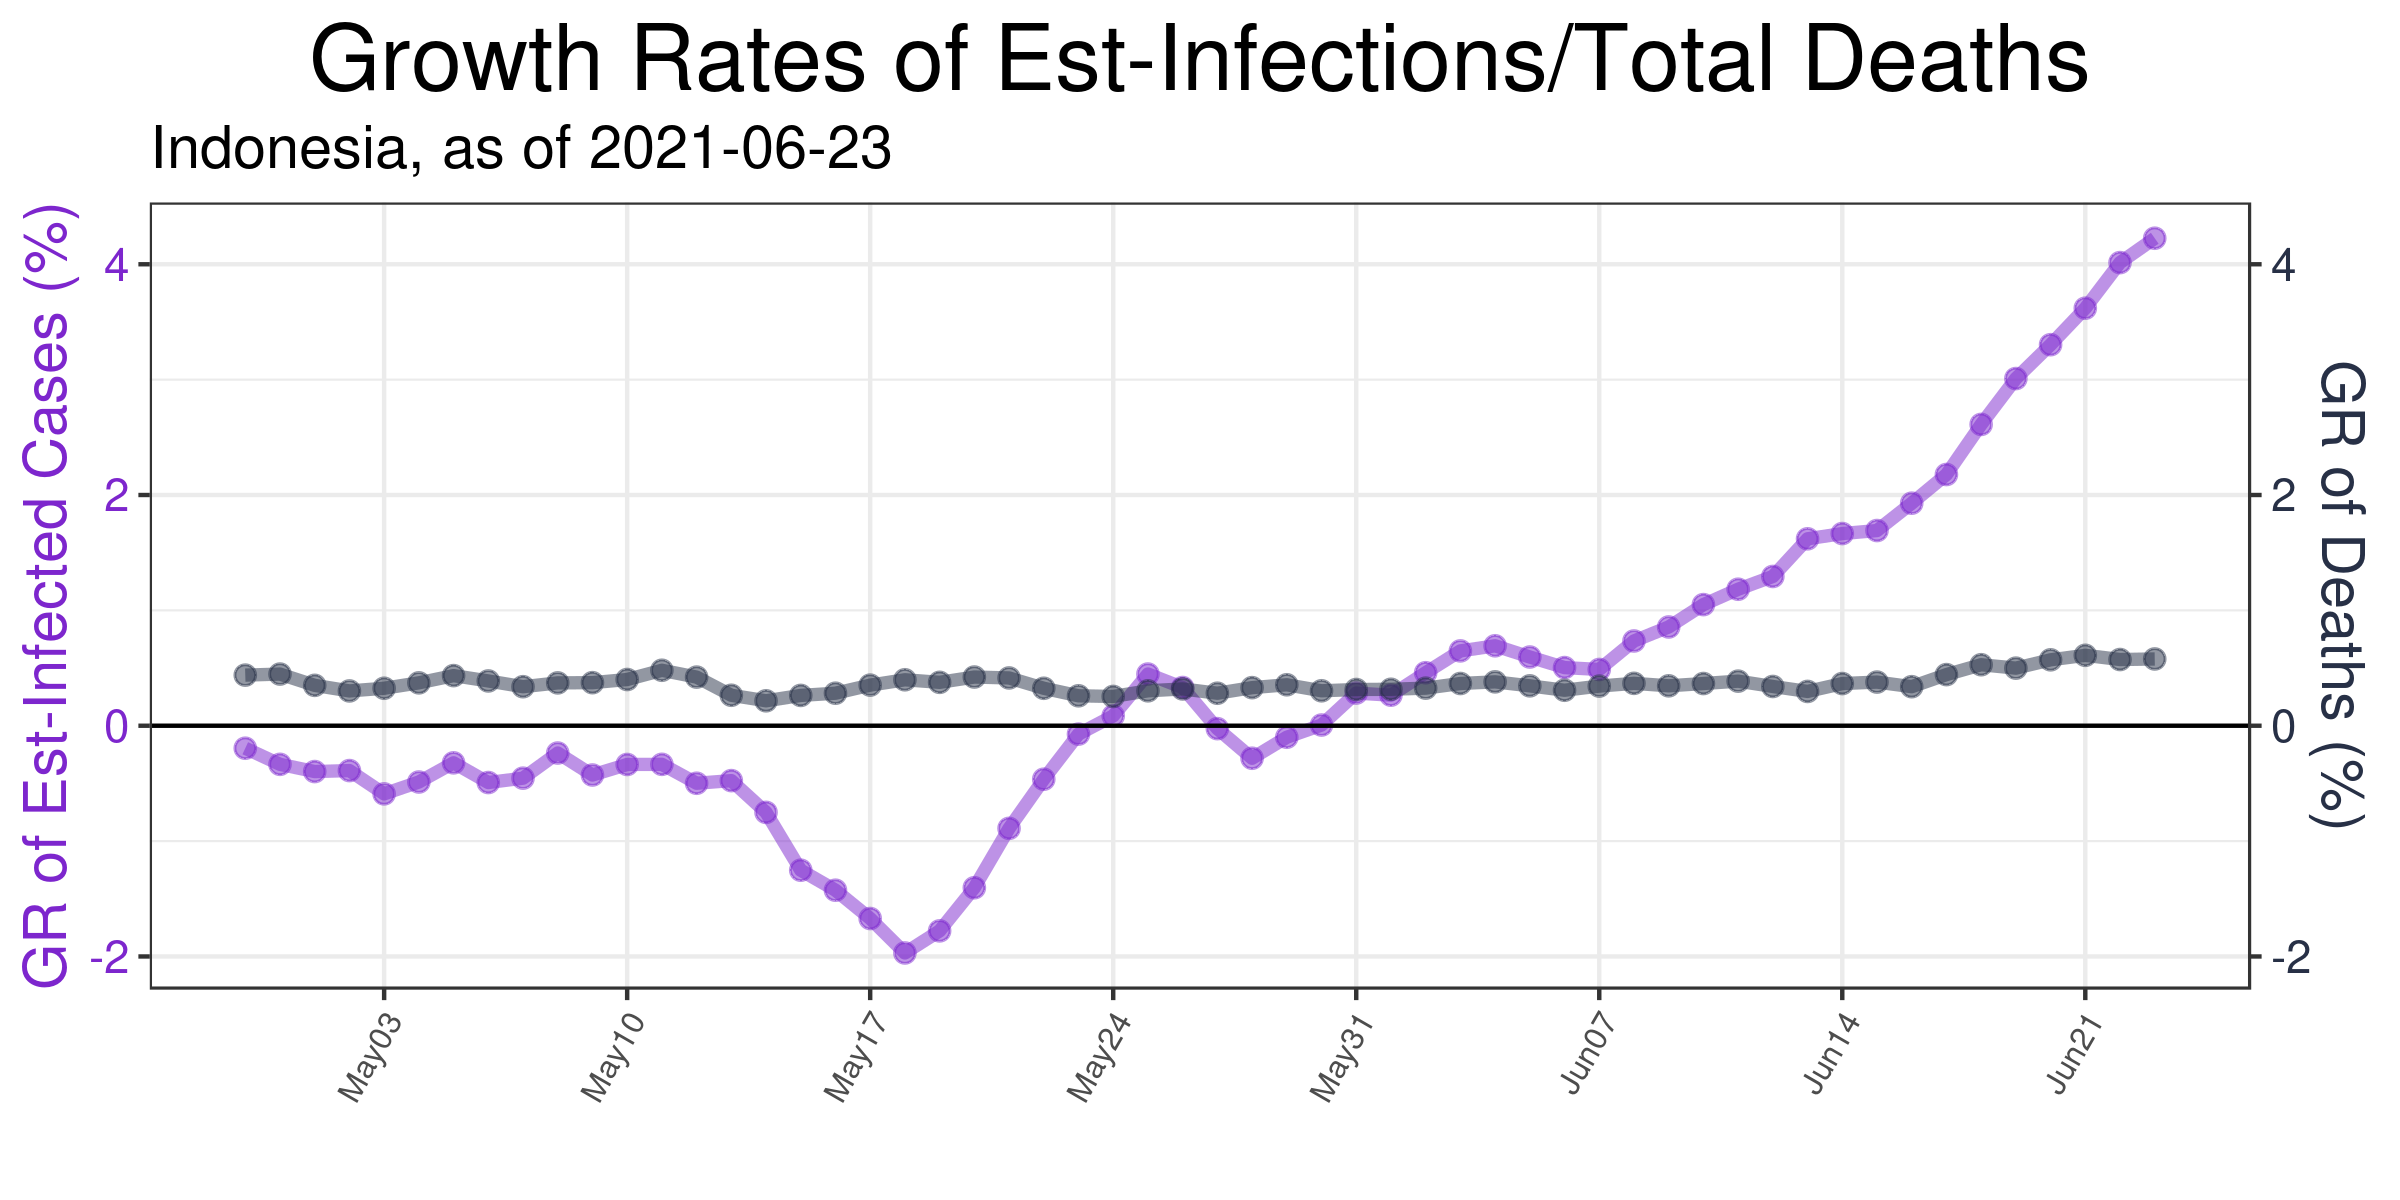 Growth Rates of Est-Infections/Total Deaths
Indonesia, as of 2021-06-23
GR of Est-Infected Cases (%)
4
2
0
-2
4
2
0
-2
GR of Deaths (%)
May03
May10
May17
May24
May31
Jun07
Jun14
Jun21